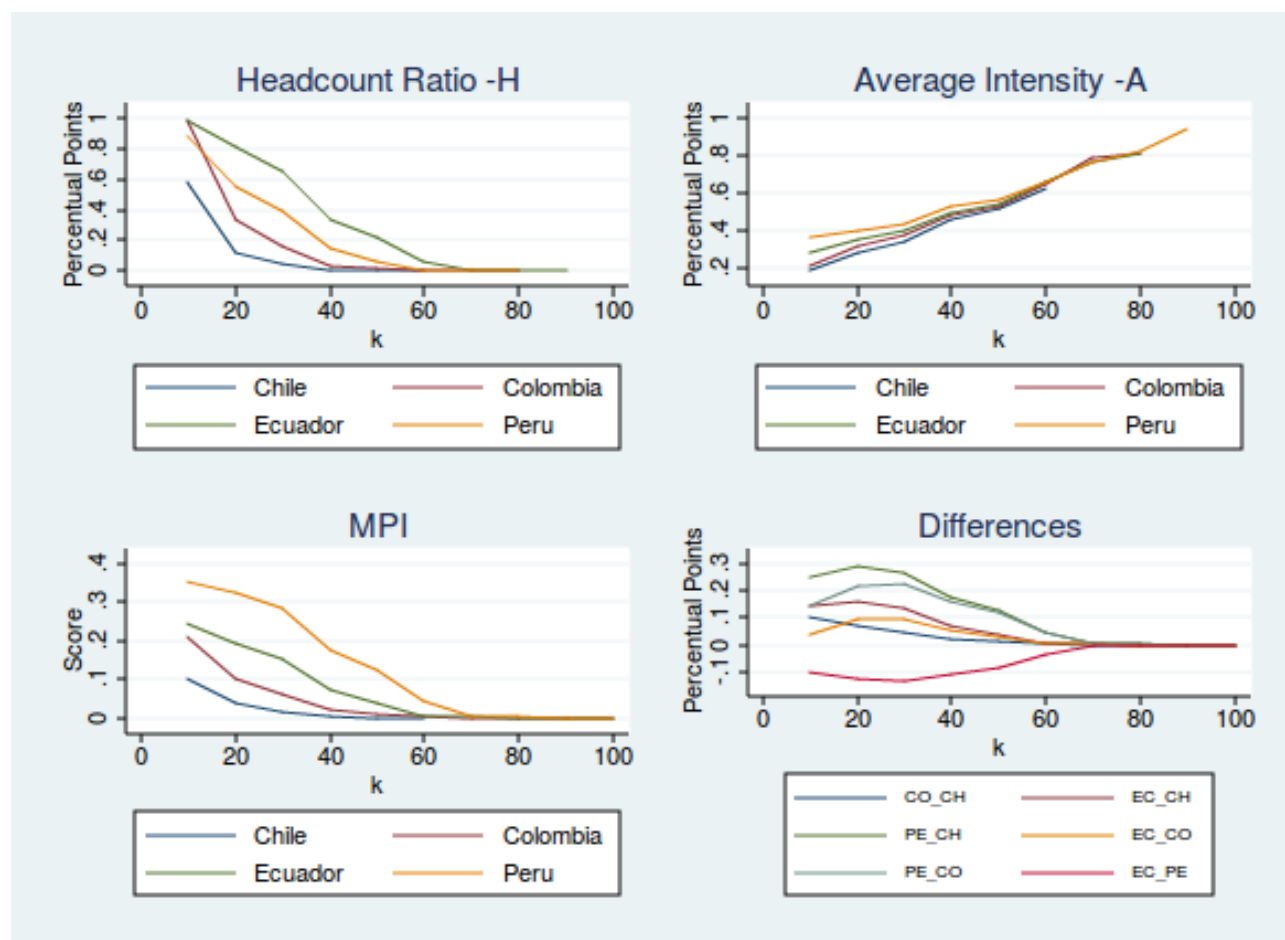 Headcount Ratio -H
Percentual Points
0 .2 .4 .6 .8 1
0 20 40 60 80 100
k
Chile Colombia
Ecuador Peru
Average Intensity -A
Percentual Points
.2 .4 .6 .8 1
0 20 40 60 80 100
k
Chile Colombia
Ecuador Peru
MPI
Score
0 .1 .2 .3 .4
0 20 40 60 80 100
k
Chile Colombia
Ecuador Peru
Differences
Percentual Points
-.1 0 .1 .2 .3
0 20 40 60 80 100
k
CO_CH EC_CH
PE_CH EC_CO
PE_CO EC_PE